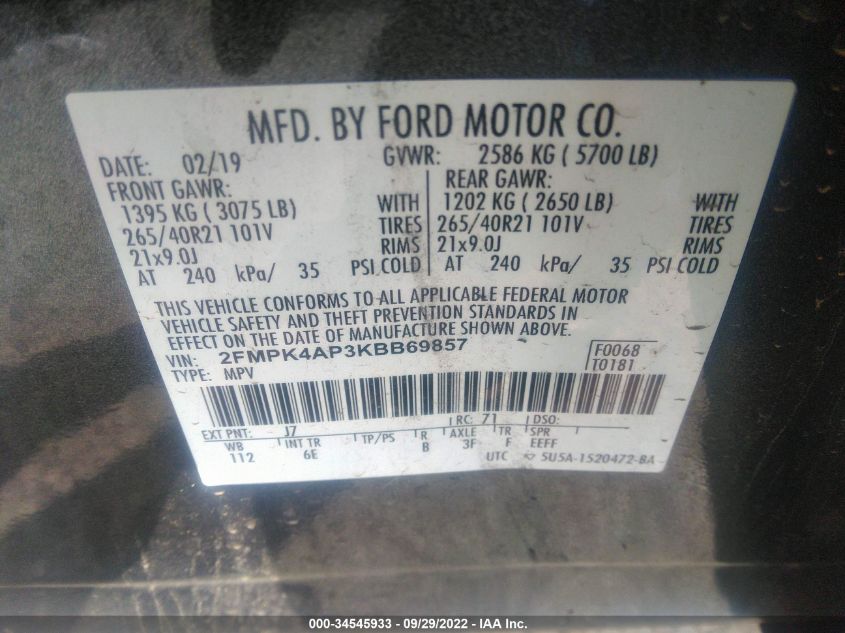 MFD. BY FORD MOTOR CO.
DATE: 02/19 GVWR: 2586 KG ( 5700 LB)
FRONT GAWR: REAR GAWR:
1395 KG ( 3075 LB) WITH 1202 KG ( 2650 LB) WITH
265/40R21 101V TIRES 265/40R21 101V TIRES
21x9.0J RIMS 21x9.0J RIMS
AT 240 kPa/ 35 PSI COLD AT 240 kPa/ 35 PSI COLD
THIS VEHICLE CONFORMS TO ALL APPLICABLE FEDERAL MOTOR
VEHICLE SAFETY AND THEFT PREVENTION STANDARDS IN
EFFECT ON THE DATE OF MANUFACTURE SHOWN ABOVE.
VIN: 2FMPK4AP3KBB69857 F0068
TYPE: MPV T0181
EXT PNT: J7 RC: 71 DSO:
WB INT TR TP/PS R AXLE TR SPR
112 6E B 3F F EEFF
UTC 5U5A-1520472-BA
000-34545933 - 09/29/2022 - IAA Inc.